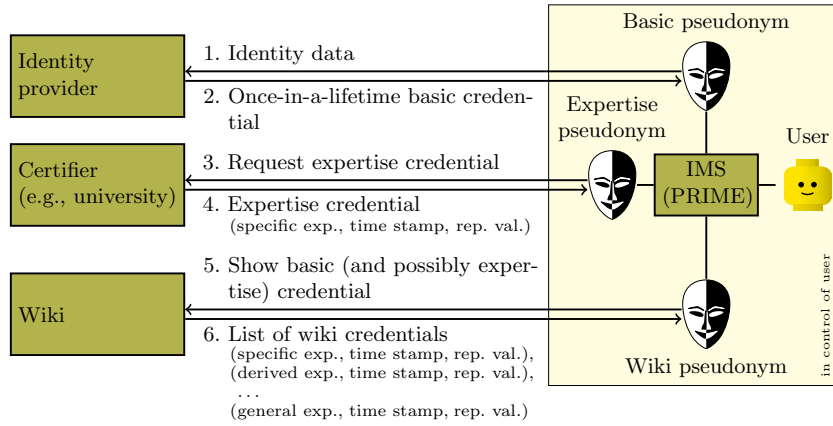 Basic pseudonym
Identity
provider
1. Identity data
2. Once-in-a-lifetime basic creden-
tial
Expertise
pseudonym
User
Certifier
(e.g., university)
3. Request expertise credential
4. Expertise credential
(specific exp., time stamp, rep. val.)
IMS
(PRIME)
Wiki
5. Show basic (and possibly exper-
tise) credential
6. List of wiki credentials
(specific exp., time stamp, rep. val.),
(derived exp., time stamp, rep. val.),
...
(general exp., time stamp, rep. val.)
Wiki pseudonym
in control of user